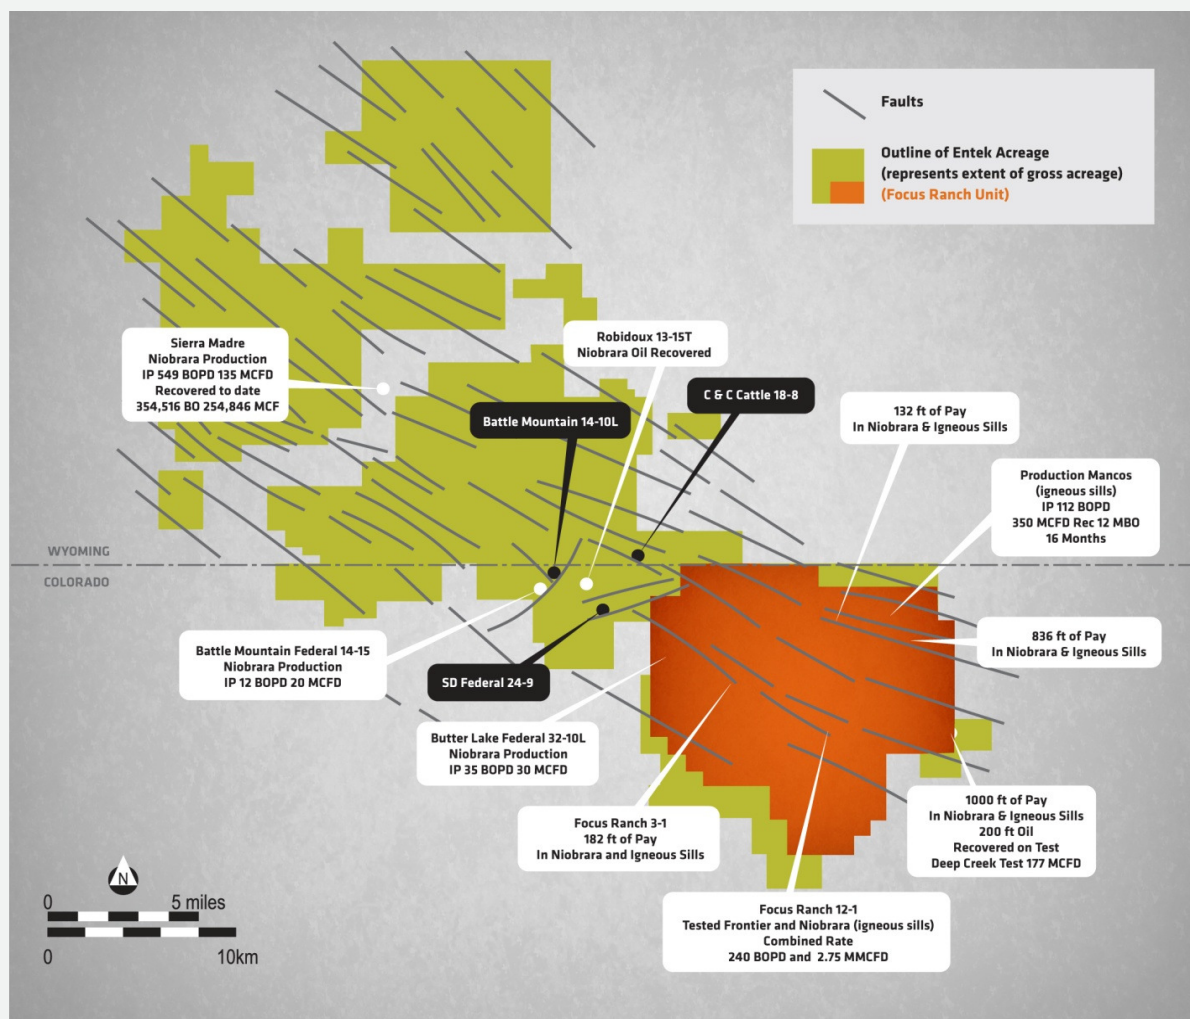 Faults
Outline of Entek Acreage
(represents extent of gross acreage)
(Focus Ranch Unit)
Sierra Madre
Niobrara Production
IP 549 BOPD 135 MCFD
Recovered to date
354,516 BO 254,846 MCF
Robidoux 13-15T
Niobrara Oil Recovered
C & C Cattle 18-8
Battle Mountain 14-10L
132 ft of Pay
In Niobrara & Igneous Sills
Production Mancos
(igneous sills)
IP 112 BOPD
350 MCFD Rec 12 MBO
16 Months
WYOMING
COLORADO
836 ft of Pay
In Niobrara & Igneous Sills
Battle Mountain Federal 14-15
Niobrara Production
IP 12 BOPD 20 MCFD
SD Federal 24-9
Butter Lake Federal 32-10L
Niobrara Production
IP 35 BOPD 30 MCFD
Focus Ranch 3-1
182 ft of Pay
In Niobrara and Igneous Sills
1000 ft of Pay
In Niobrara & Igneous Sills
200 ft Oil
Recovered on Test
Deep Creek Test 177 MCFD
Focus Ranch 12-1
Tested Frontier and Niobrara (igneous sills)
Combined Rate
240 BOPD and 2.75 MMCFD
N
0 5 miles
0 10km